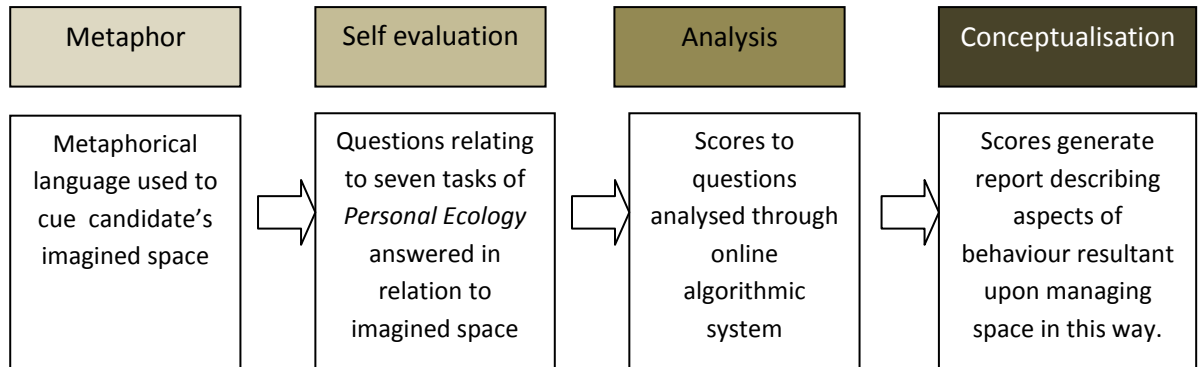 Metaphor
Self evaluation
Analysis
Conceptualisation
Metaphorical
language used to
cue candidate's
imagined space
Questions relating
to seven tasks of
Personal Ecology
answered in
relation to
imagined space
Scores to
questions
analysed through
online
algorithmic
system
Scores generate
report describing
aspects of
behaviour resultant
upon managing
space in this way.